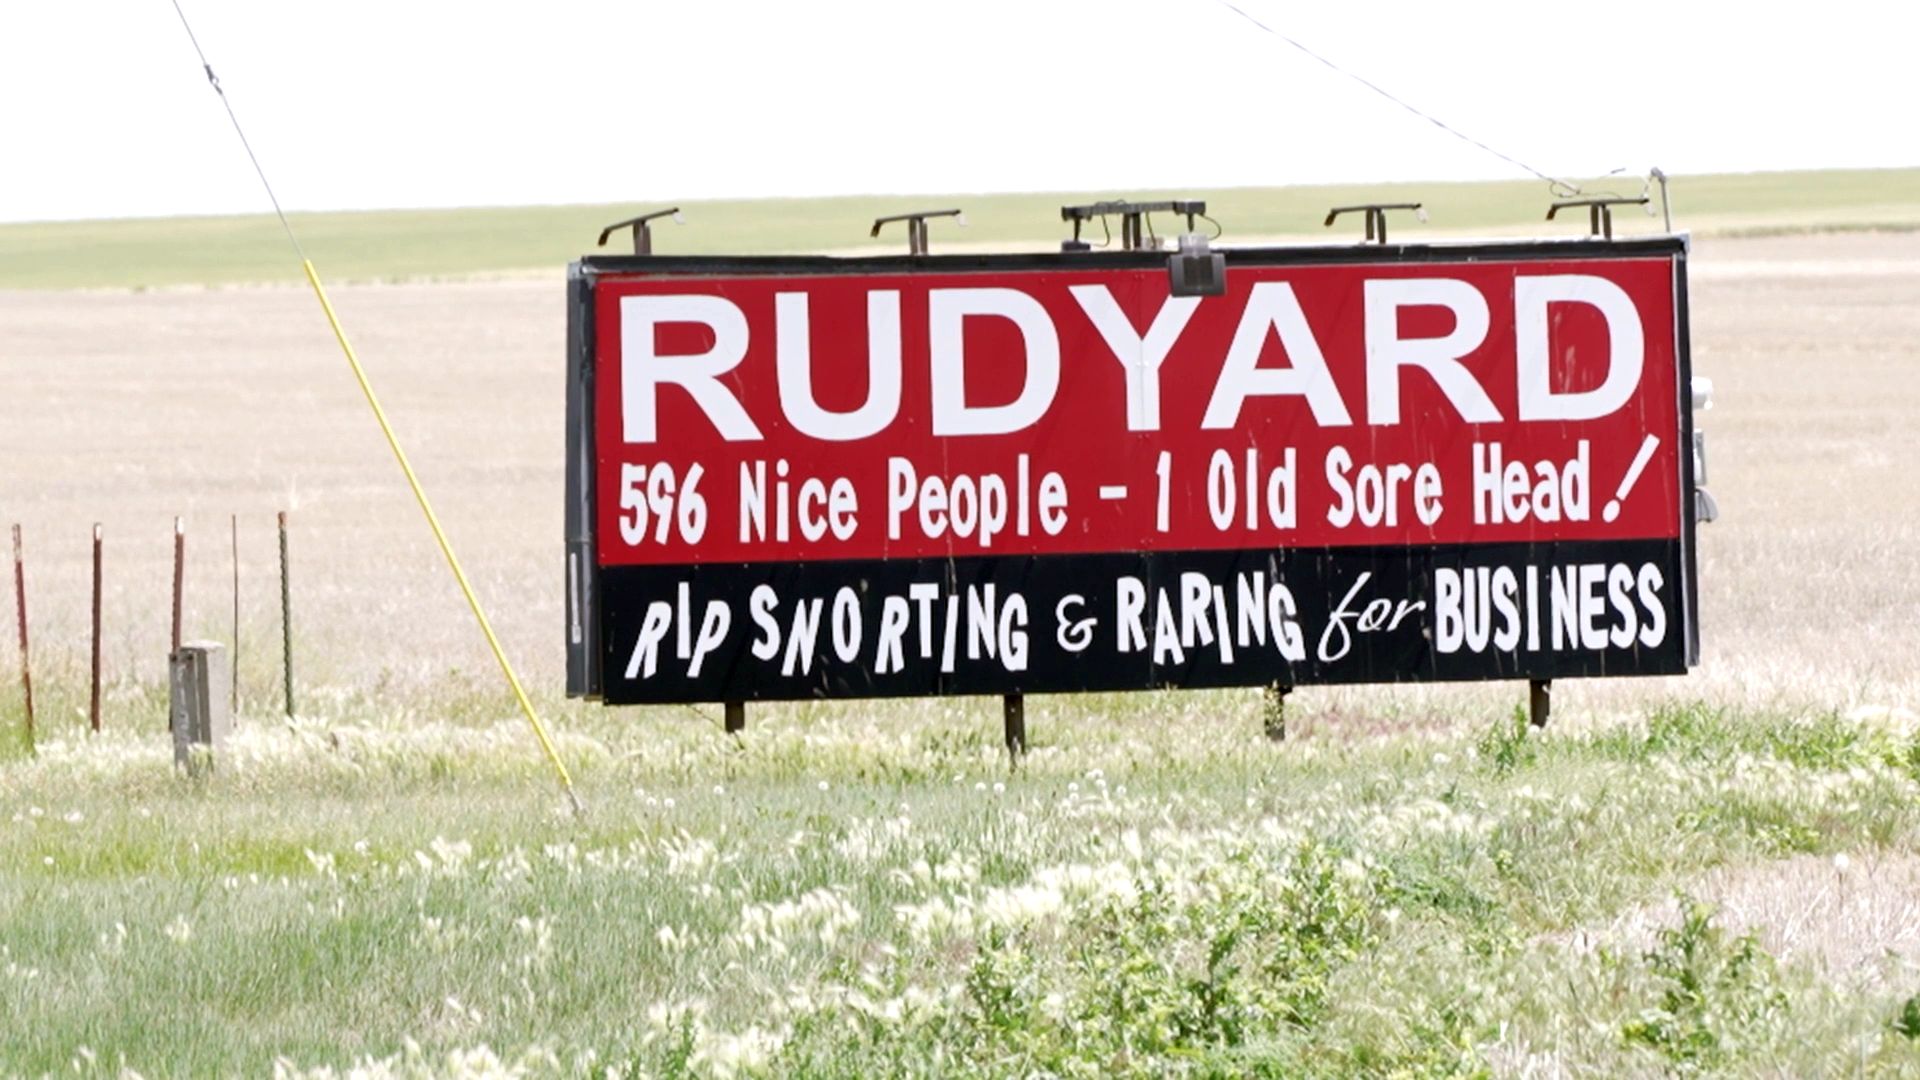 RUDYARD
596 Nice People - 1 Old Sore Head!
RIP SNORTING & RARING for BUSINESS